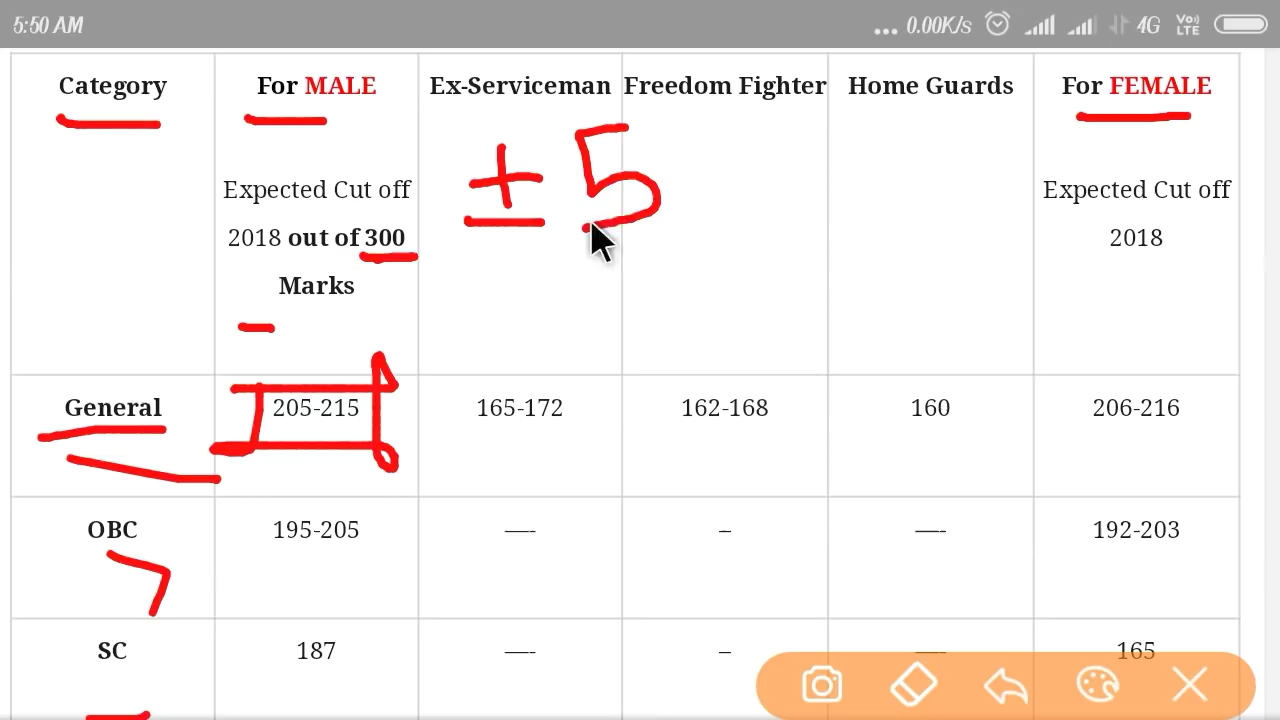 5:50 AM
... 0.00K/s 4G Vo) LTE
Category For MALE Ex-Serviceman Freedom Fighter Home Guards For FEMALE
± 5
Expected Cut off Expected Cut off
2018 out of 300 2018
Marks
General 205-215 165-172 162-168 160 206-216
OBC 195-205 —- – —- 192-203
SC 187 —- – —- 165